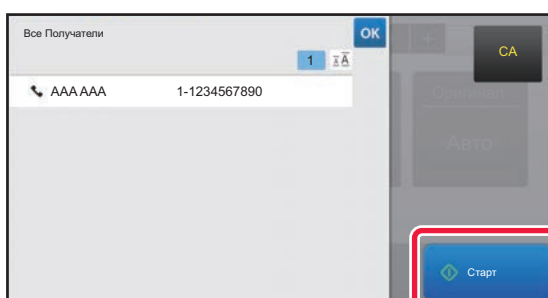 Все Получатели
OK
CA
1
AAA AAA 1-1234567890
Оригинал
Авто
Старт